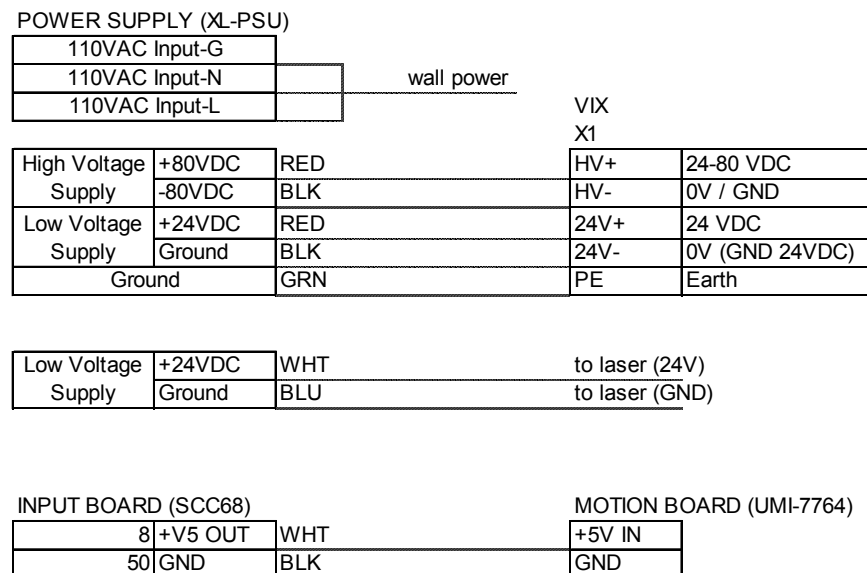 POWER SUPPLY (XL-PSU)
110VAC Input-G
110VAC Input-N wall power
110VAC Input-L VIX
X1
High Voltage +80VDC RED HV+ 24-80 VDC
Supply -80VDC BLK HV- 0V / GND
Low Voltage +24VDC RED 24V+ 24 VDC
Supply Ground BLK 24V- 0V (GND 24VDC)
Ground GRN PE Earth
Low Voltage +24VDC WHT to laser (24V)
Supply Ground BLU to laser (GND)
INPUT BOARD (SCC68) MOTION BOARD (UMI-7764)
8 +V5 OUT WHT +5V IN
50 GND BLK GND